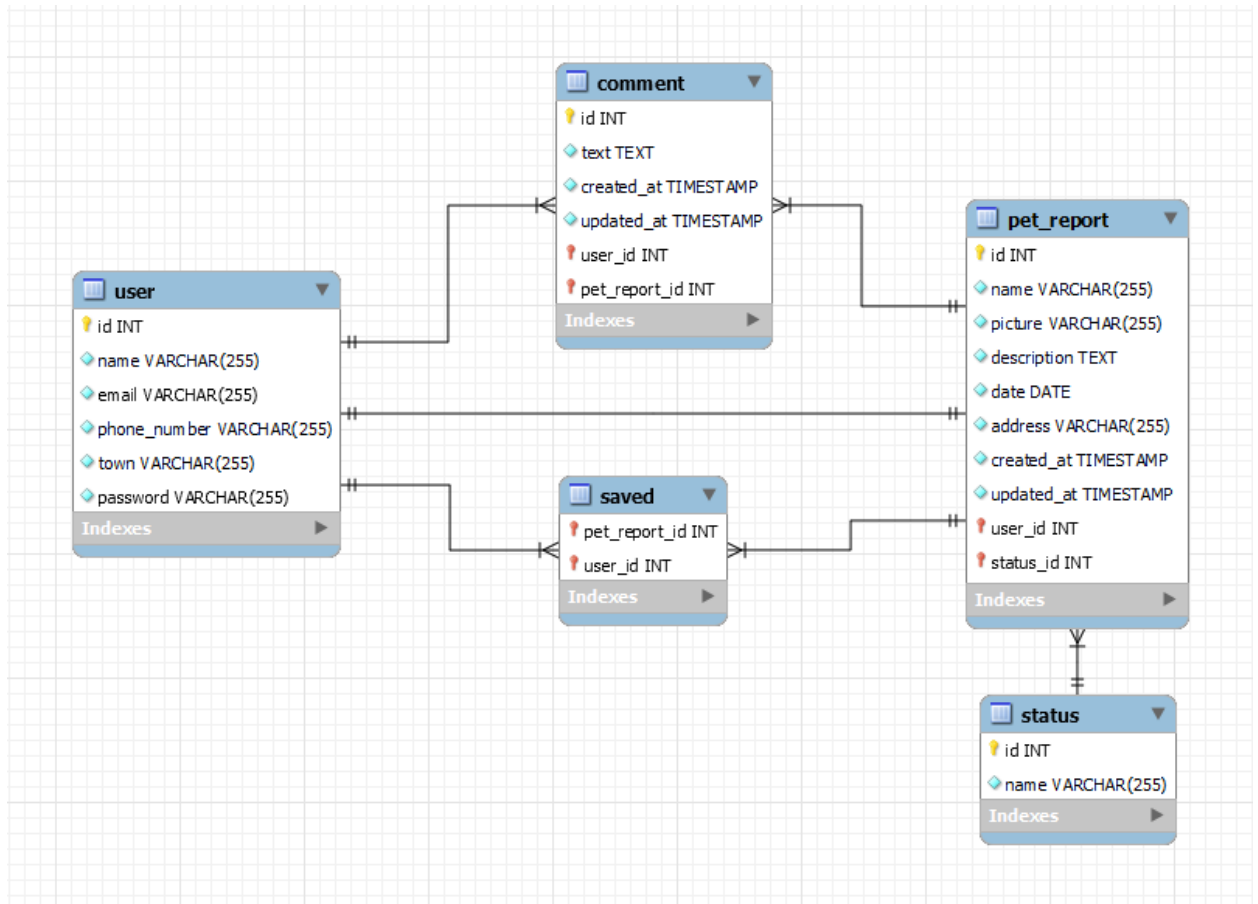 comment
id INT
text TEXT
created_at TIMESTAMP
updated_at TIMESTAMP
user_id INT
pet_report_id INT
Indexes
pet_report
id INT
name VARCHAR(255)
picture VARCHAR(255)
description TEXT
date DATE
address VARCHAR(255)
created_at TIMESTAMP
updated_at TIMESTAMP
user_id INT
status_id INT
Indexes
user
id INT
name VARCHAR(255)
email VARCHAR(255)
phone_number VARCHAR(255)
town VARCHAR(255)
password VARCHAR(255)
Indexes
saved
pet_report_id INT
user_id INT
Indexes
status
id INT
name VARCHAR(255)
Indexes